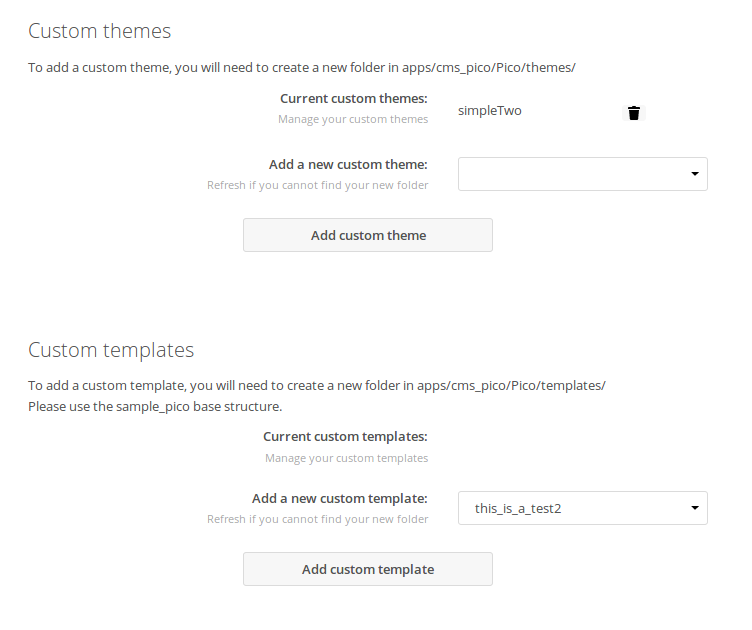 Custom themes
To add a custom theme, you will need to create a new folder in apps/cms_pico/Pico/themes/
Current custom themes:
Manage your custom themes
simpleTwo
Add a new custom theme:
Refresh if you cannot find your new folder
Add custom theme
Custom templates
To add a custom template, you will need to create a new folder in apps/cms_pico/Pico/templates/
Please use the sample_pico base structure.
Current custom templates:
Manage your custom templates
Add a new custom template:
Refresh if you cannot find your new folder
this_is_a_test2
Add custom template